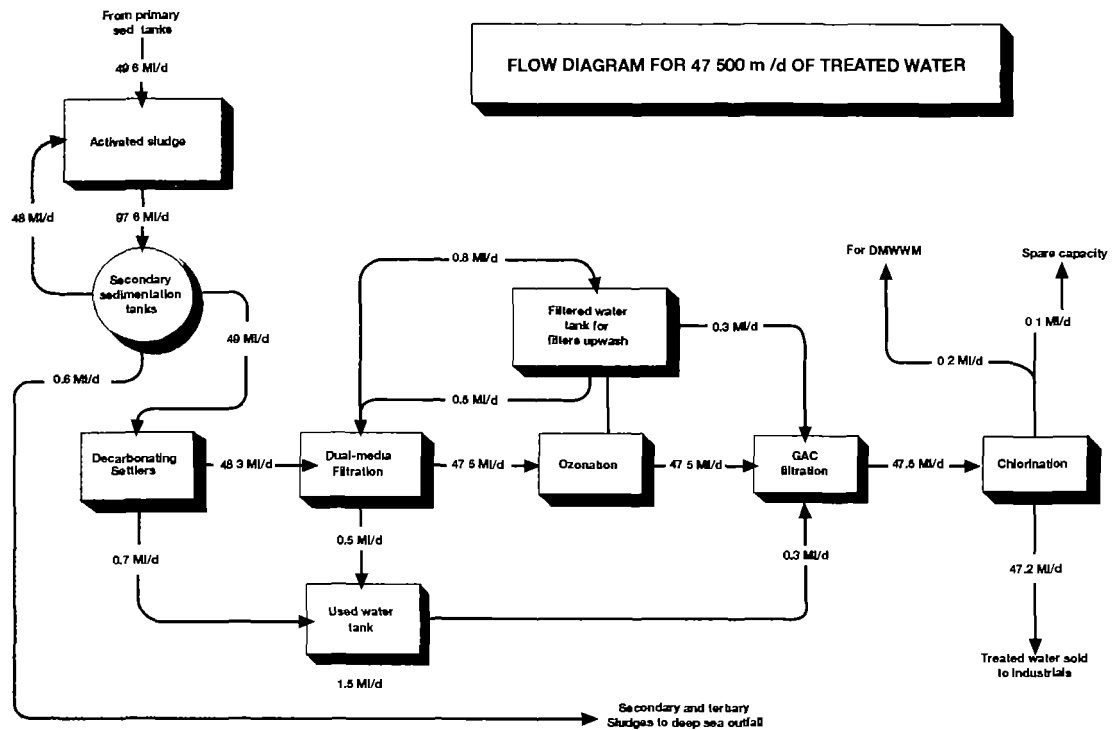 From primary
sed tanks
FLOW DIAGRAM FOR 47 500 m /d OF TREATED WATER
49 6 Ml/d
Activated sludge
48 Ml/d
97 6 Ml/d
For DMWWM
Spare capacity
0.8 Ml/d
Secondary
sedimentation
tanks
Filtered water
tank for
filters upwash
0.3 Ml/d
0 1 Ml/d
49 Ml/d
0 2 Ml/d
0.6 Ml/d
0.5 Ml/d
Decarbonating
Settlers
48 3 Ml/d
Dual-media
Filtration
47 5 Ml/d
Ozonation
47 5 Ml/d
GAC
filtration
47.5 Ml/d
Chlorination
0.7 Ml/d
0.5 Ml/d
0.3 Ml/d
47.2 Ml/d
Used water
tank
1.5 Ml/d
Treated water sold
to Industrials
Secondary and tertiary
Sludges to deep sea outfall